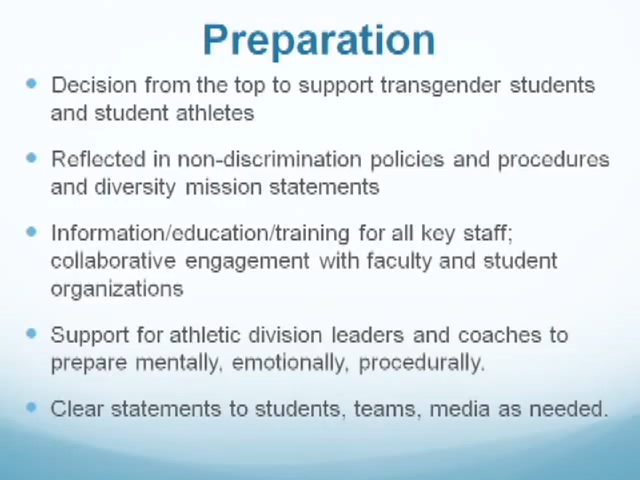 Preparation
Decision from the top to support transgender students
and student athletes
Reflected in non-discrimination policies and procedures
and diversity mission statements
Information/education/training for all key staff;
collaborative engagement with faculty and student
organizations
Support for athletic division leaders and coaches to
prepare mentally, emotionally, procedurally.
Clear statements to students, teams, media as needed.